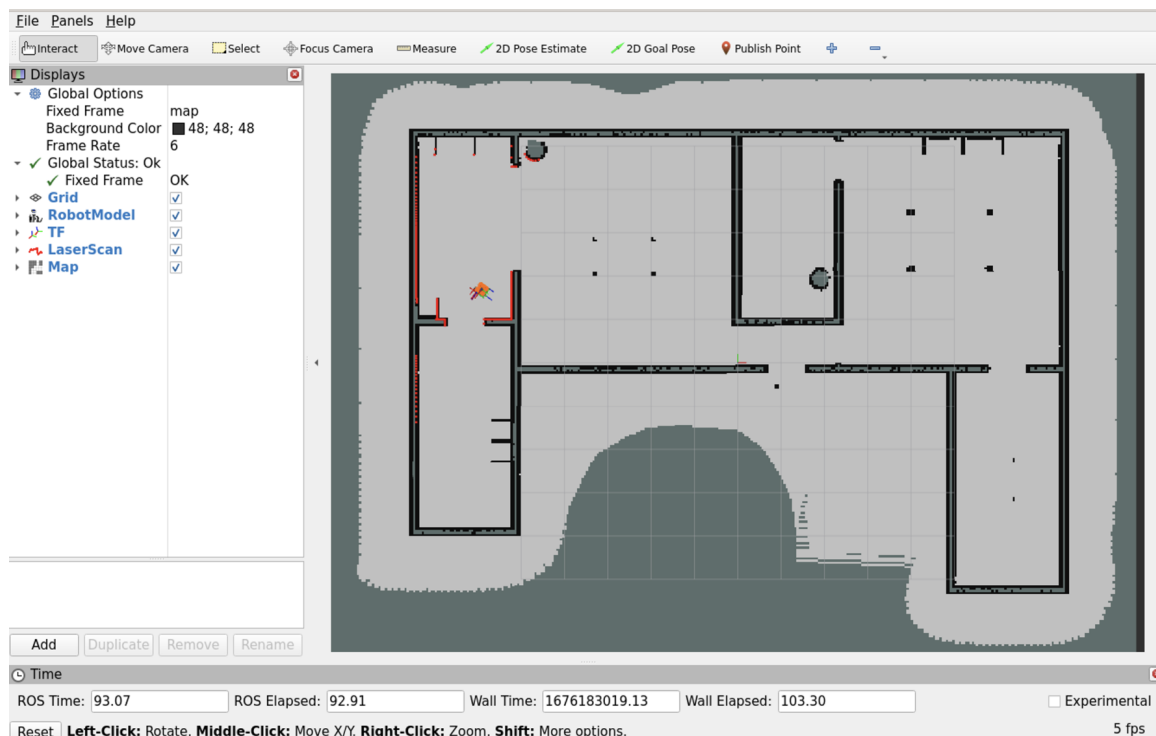 File Panels Help
Interact Move Camera Select Focus Camera Measure 2D Pose Estimate 2D Goal Pose Publish Point
Displays
Global Options
Fixed Frame map
Background Color 48; 48; 48
Frame Rate 6
Global Status: Ok
Fixed Frame OK
Grid
RobotModel
TF
LaserScan
Map
Add Duplicate Remove Rename
Time
ROS Time: 93.07 ROS Elapsed: 92.91 Wall Time: 1676183019.13 Wall Elapsed: 103.30 Experimental
Reset Left-Click: Rotate. Middle-Click: Move X/Y. Right-Click: Zoom. Shift: More options. 5 fps